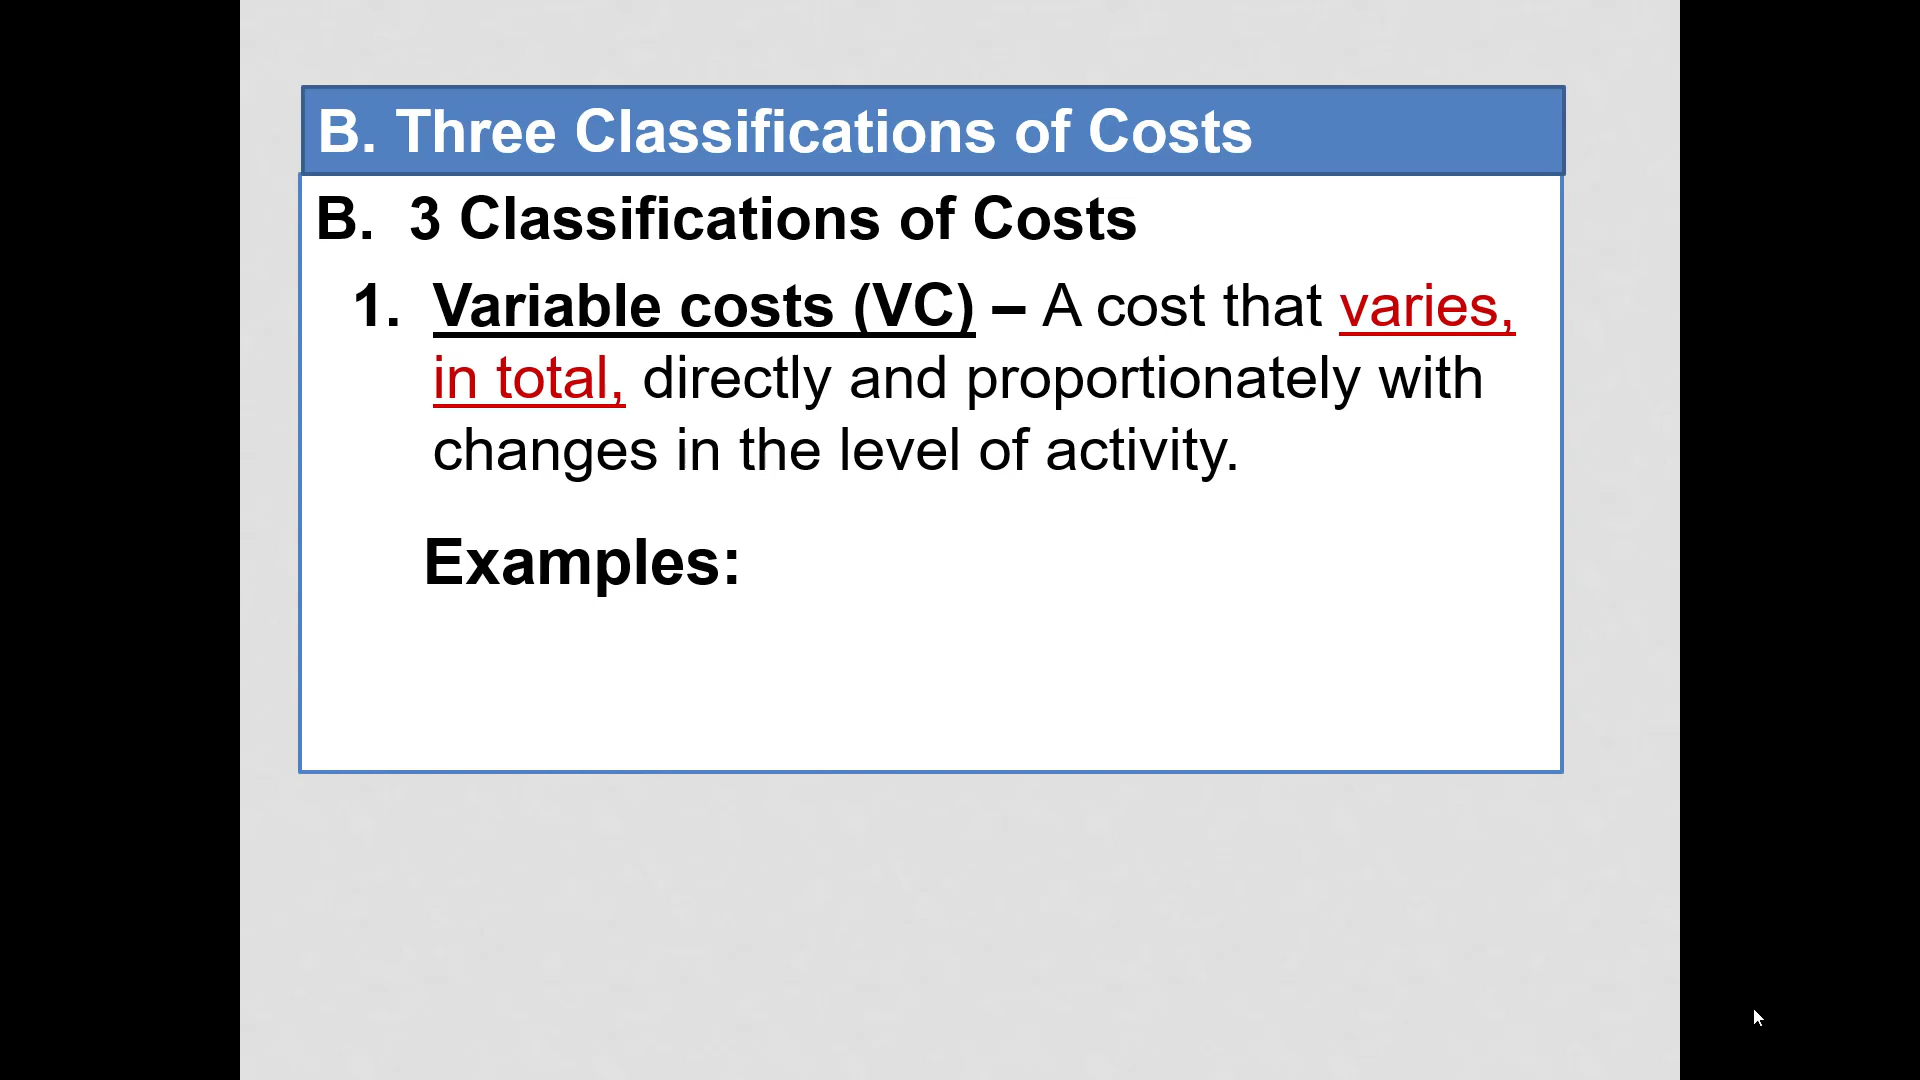 B. Three Classifications of Costs
B. 3 Classifications of Costs
1. Variable costs (VC) – A cost that varies,
in total, directly and proportionately with
changes in the level of activity.
Examples: